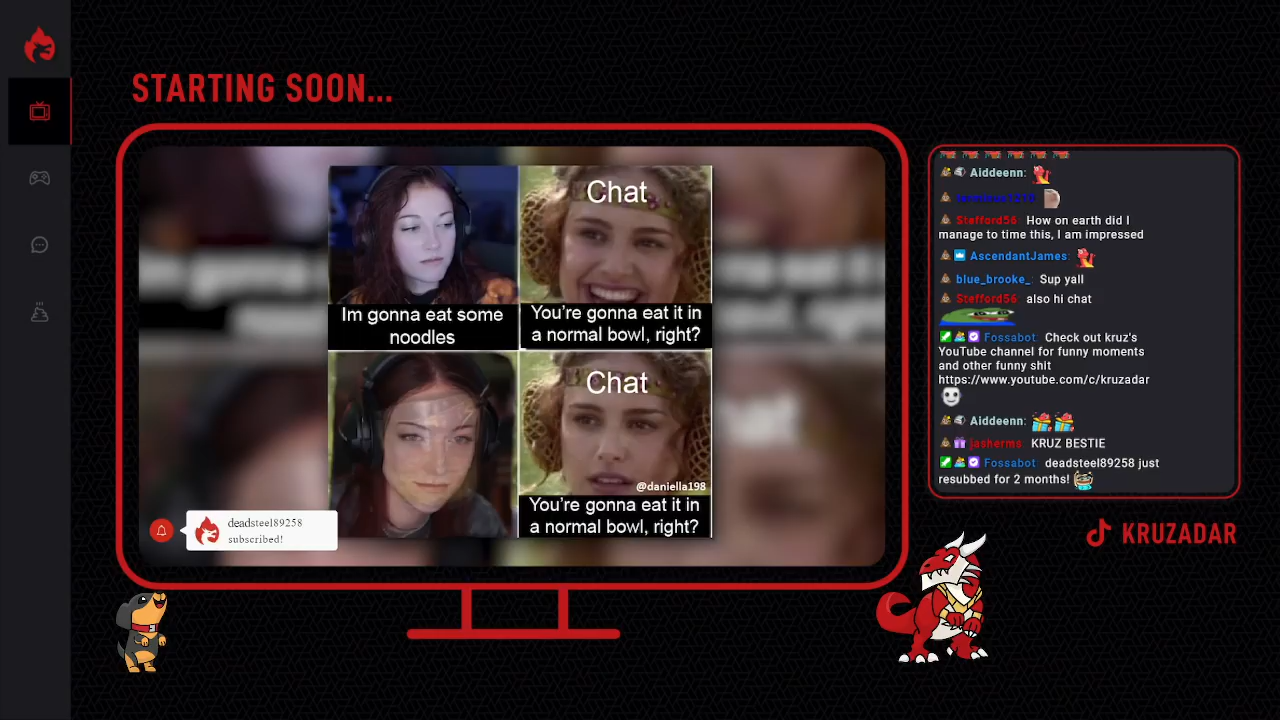 STARTING SOON...
Chat
Im gonna eat some
noodles
You're gonna eat it in
a normal bowl, right?
Chat
@daniella198
You're gonna eat it in
a normal bowl, right?
deadsteel89258
subscribed!
Aiddeenn:
Stefford56: How on earth did I
manage to time this, I am impressed
AscendantJames:
blue_brooke_: Sup yall
Stefford56: also hi chat
Fossabot: Check out kruz's
YouTube channel for funny moments
and other funny shit
https://www.youtube.com/c/kruzadar
Aiddeenn:
jasherms: KRUZ BESTIE
Fossabot: deadsteel89258 just
resubbed for 2 months!
KRUZADAR